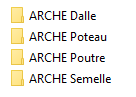 ARCHE Dalle
ARCHE Poteau
ARCHE Poutre
ARCHE Semelle